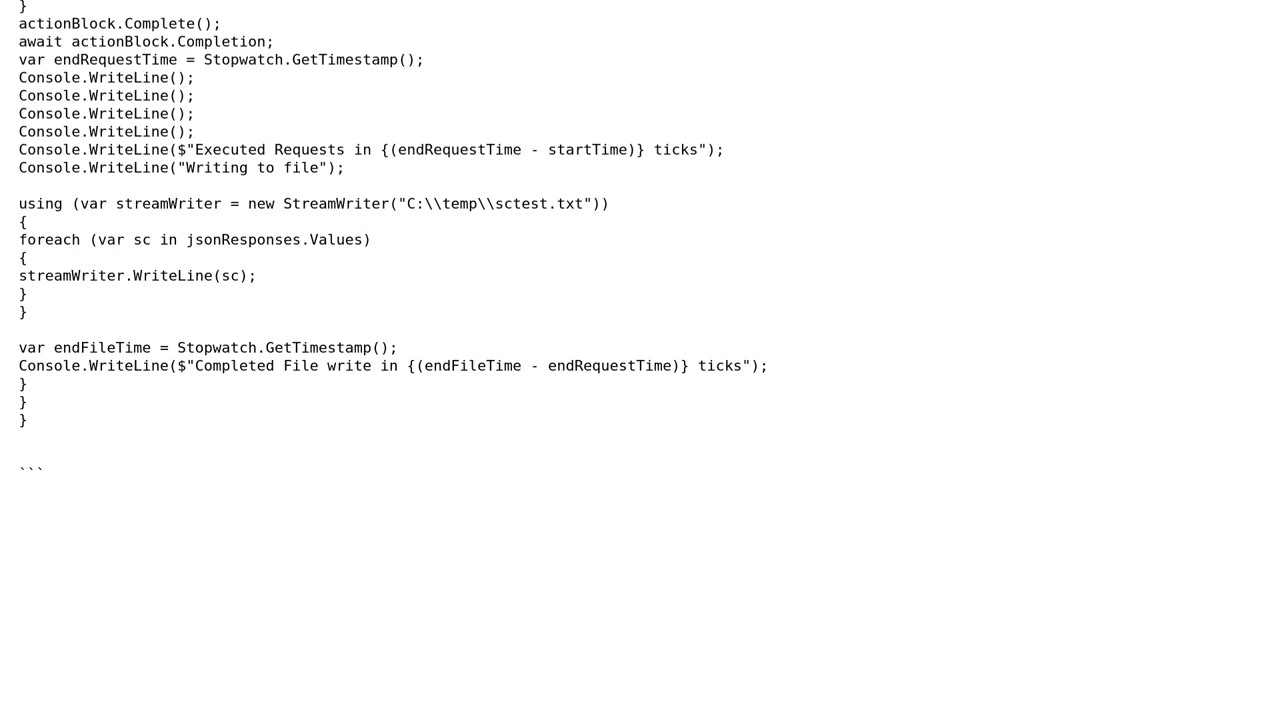 }
actionBlock.Complete();
await actionBlock.Completion;
var endRequestTime = Stopwatch.GetTimestamp();
Console.WriteLine();
Console.WriteLine();
Console.WriteLine();
Console.WriteLine();
Console.WriteLine($"Executed Requests in {(endRequestTime - startTime)} ticks");
Console.WriteLine("Writing to file");

using (var streamWriter = new StreamWriter("C:\\temp\\sctest.txt"))
{
foreach (var sc in jsonResponses.Values)
{
streamWriter.WriteLine(sc);
}
}

var endFileTime = Stopwatch.GetTimestamp();
Console.WriteLine($"Completed File write in {(endFileTime - endRequestTime)} ticks");
}
}
}

```